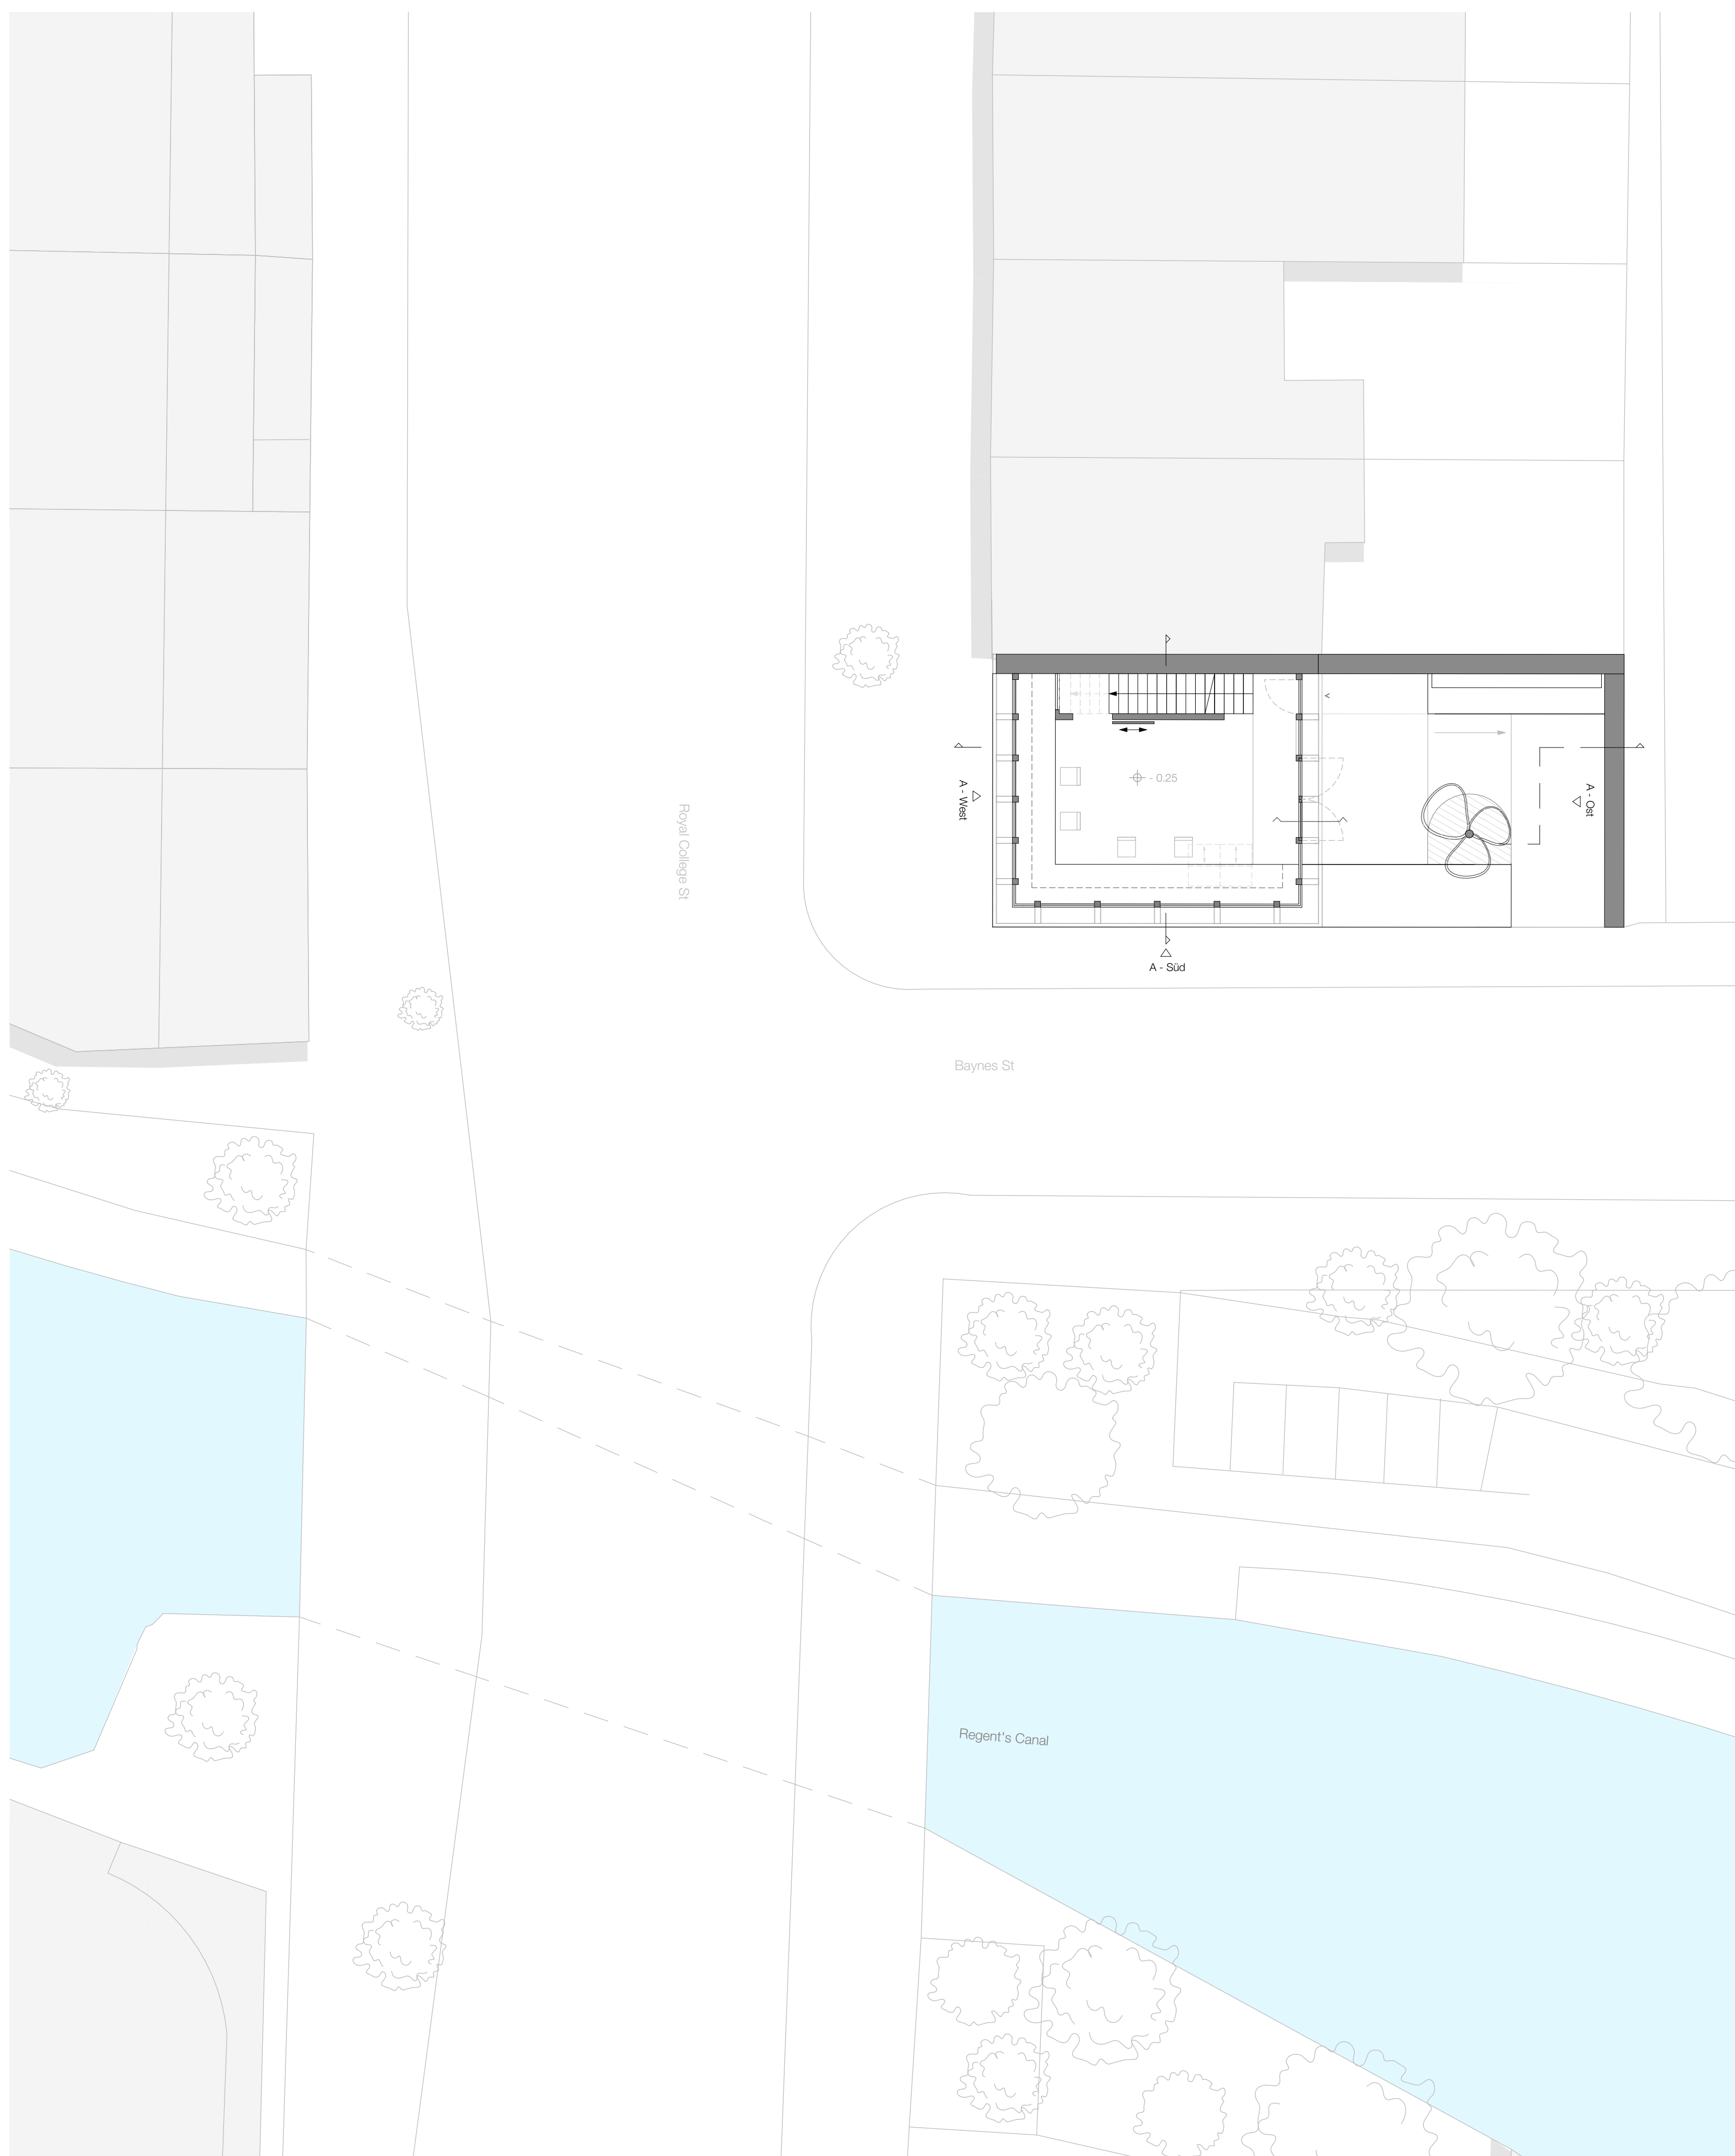 - 0.25
A - West
A - Ost
Royal College St
A - Süd
Baynes St
Regent's Canal